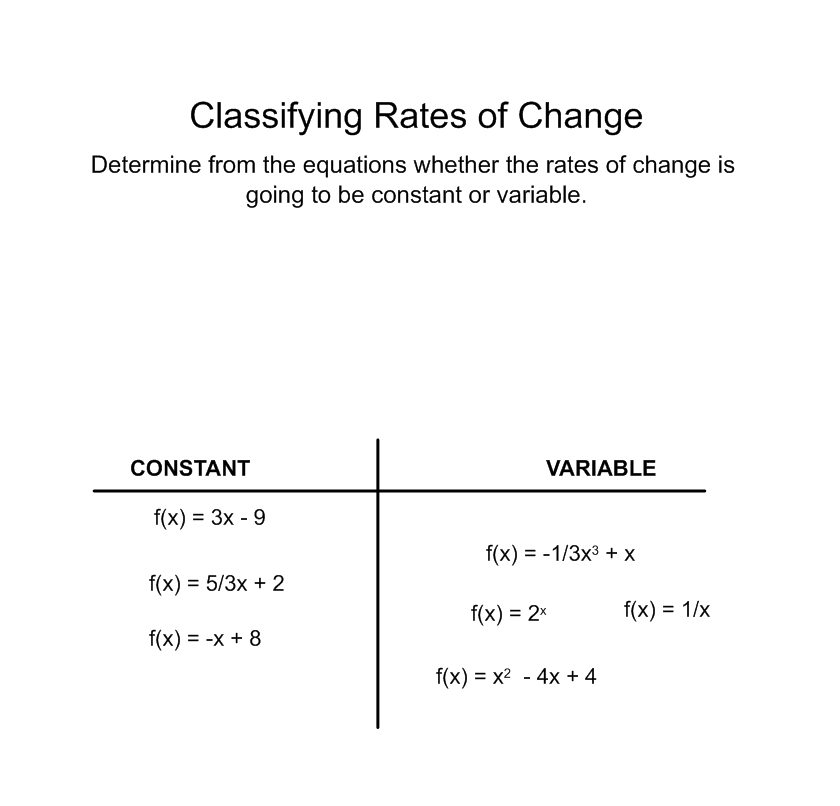 Classifying Rates of Change
Determine from the equations whether the rates of change is
going to be constant or variable.
CONSTANT
VARIABLE
f(x) = 3x - 9
f(x) = 5/3x + 2
f(x) = -x + 8
f(x) = -1/3x³ + x
f(x) = 2ˣ
f(x) = 1/x
f(x) = x² - 4x + 4